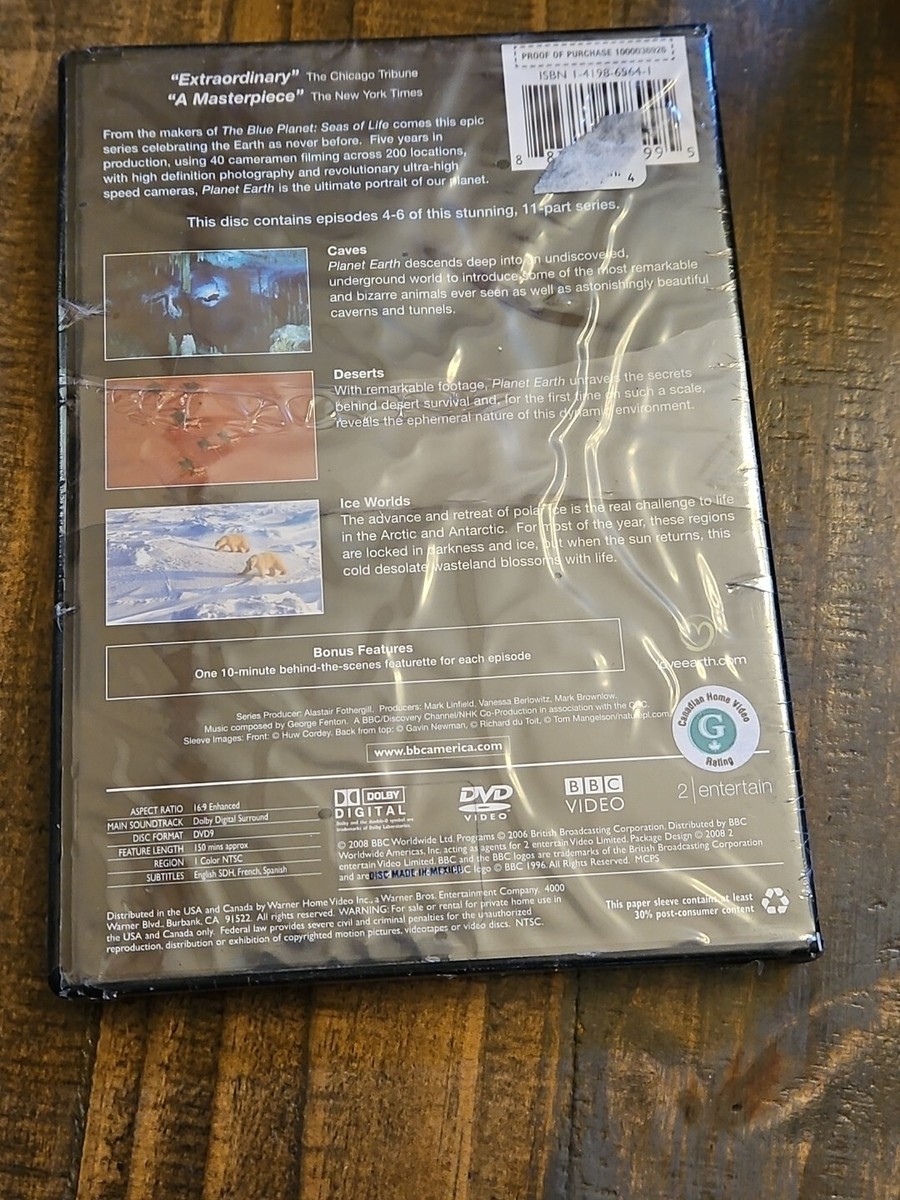 "Extraordinary" The Chicago Tribune
"A Masterpiece" The New York Times
PROOF OF PURCHASE 1000030926
ISBN 1-4198-6564-1
8 99 5
4
From the makers of The Blue Planet: Seas of Life comes this epic
series celebrating the Earth as never before. Five years in
production, using 40 cameramen filming across 200 locations,
with high definition photography and revolutionary ultra-high
speed cameras, Planet Earth is the ultimate portrait of our planet.
This disc contains episodes 4-6 of this stunning, 11-part series.
Caves
Planet Earth descends deep into an undiscovered,
underground world to introduce some of the most remarkable
and bizarre animals ever seen as well as astonishingly beautiful
caverns and tunnels.
Deserts
With remarkable footage, Planet Earth unravels the secrets
behind desert survival and, for the first time on such a scale,
reveals the ephemeral nature of this dynamic environment.
Ice Worlds
The advance and retreat of polar ice is the real challenge to life
in the Arctic and Antarctic. For most of the year, these regions
are locked in darkness and ice, but when the sun returns, this
cold desolate wasteland blossoms with life.
Bonus Features
One 10-minute behind-the-scenes featurette for each episode
loveearth.com
Series Producer: Alastair Fothergill. Producers: Mark Linfield, Vanessa Berlowitz, Mark Brownlow.
Music composed by George Fenton. A BBC/Discovery Channel/NHK Co-Production in association with the CBC.
Sleeve Images: Front: © Huw Cordey. Back from top: © Gavin Newman, © Richard du Toit, © Tom Mangelson/naturepl.com
www.bbcamerica.com
Canadian Home Video
G
Rating
ASPECT RATIO 16:9 Enhanced
MAIN SOUNDTRACK Dolby Digital Surround
DISC FORMAT DVD9
FEATURE LENGTH 150 mins approx
REGION 1 Color NTSC
SUBTITLES English SDH, French, Spanish
DOLBY
DIGITAL
Dolby and the double-D symbol are
trademarks of Dolby Laboratories.
DVD
VIDEO
BBC
VIDEO
2 | entertain
© 2008 BBC Worldwide Ltd. Programs © 2006 British Broadcasting Corporation. Distributed by BBC
Worldwide Americas, Inc. acting as agents for 2 entertain Video Limited. Package Design © 2008 2
entertain Video Limited. BBC and the BBC logos are trademarks of the British Broadcasting Corporation
and are DISC MADE IN MEXICO logo © BBC 1996. All Rights Reserved. MCPS
Distributed in the USA and Canada by Warner Home Video Inc., a Warner Bros. Entertainment Company. 4000
Warner Blvd., Burbank, CA 91522. All rights reserved. WARNING: For sale or rental for private home use in
the USA and Canada only. Federal law provides severe civil and criminal penalties for the unauthorized
reproduction, distribution or exhibition of copyrighted motion pictures, videotapes or video discs. NTSC.
This paper sleeve contains at least
30% post-consumer content